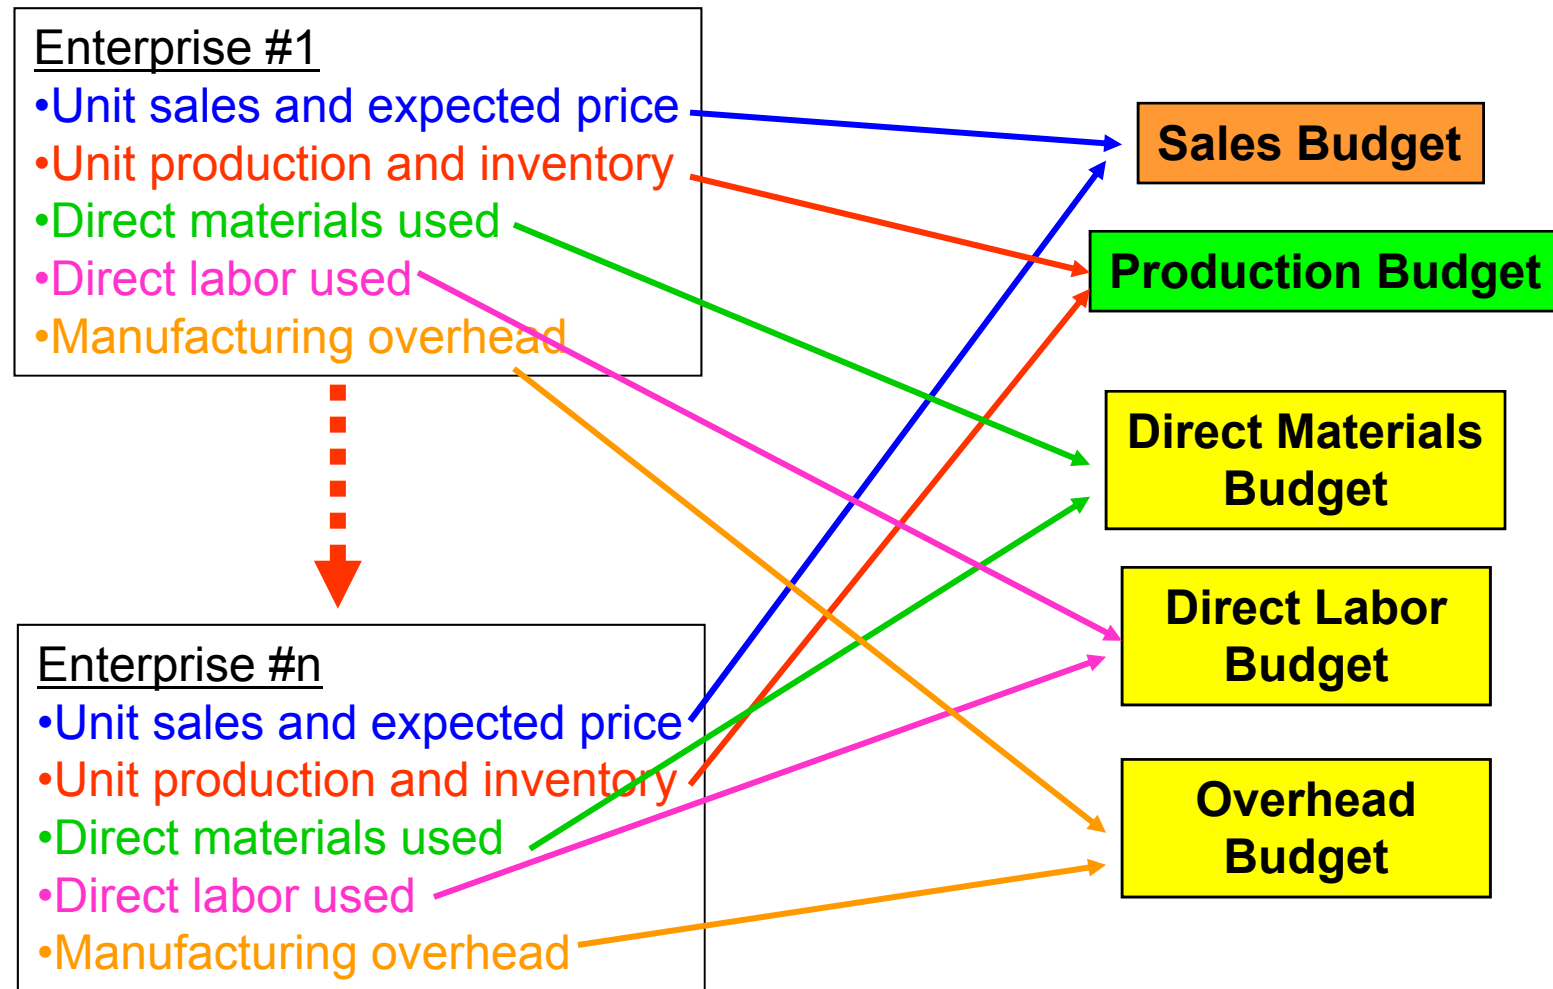 Enterprise #1
•Unit sales and expected price
•Unit production and inventory
•Direct materials used
•Direct labor used
•Manufacturing overhead
Enterprise #n
•Unit sales and expected price
•Unit production and inventory
•Direct materials used
•Direct labor used
•Manufacturing overhead
Sales Budget
Production Budget
Direct Materials
Budget
Direct Labor
Budget
Overhead
Budget